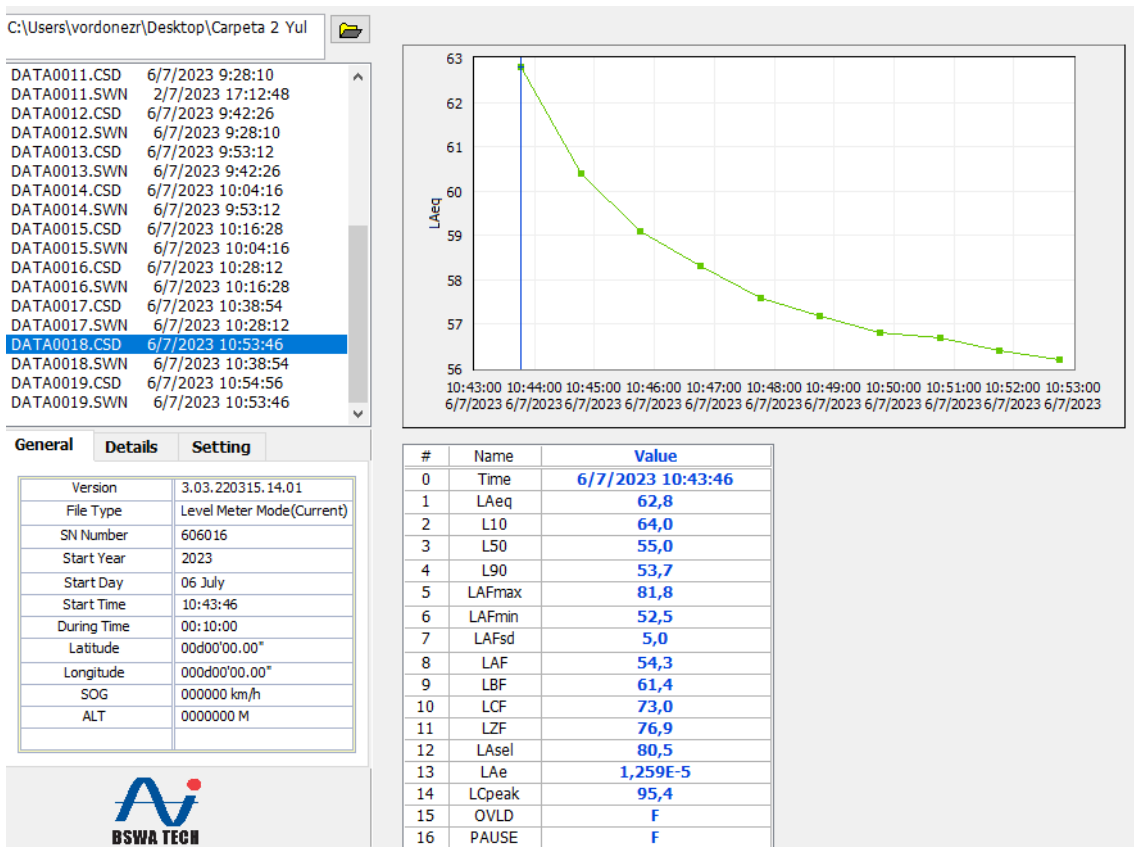 C:\Users\vordonezr\Desktop\Carpeta 2 Yul
DATA0011.CSD 6/7/2023 9:28:10
DATA0011.SWN 2/7/2023 17:12:48
DATA0012.CSD 6/7/2023 9:42:26
DATA0012.SWN 6/7/2023 9:28:10
DATA0013.CSD 6/7/2023 9:53:12
DATA0013.SWN 6/7/2023 9:42:26
DATA0014.CSD 6/7/2023 10:04:16
DATA0014.SWN 6/7/2023 9:53:12
DATA0015.CSD 6/7/2023 10:16:28
DATA0015.SWN 6/7/2023 10:04:16
DATA0016.CSD 6/7/2023 10:28:12
DATA0016.SWN 6/7/2023 10:16:28
DATA0017.CSD 6/7/2023 10:38:54
DATA0017.SWN 6/7/2023 10:28:12
DATA0018.CSD 6/7/2023 10:53:46
DATA0018.SWN 6/7/2023 10:38:54
DATA0019.CSD 6/7/2023 10:54:56
DATA0019.SWN 6/7/2023 10:53:46
General Details Setting
Version 3.03.220315.14.01
File Type Level Meter Mode(Current)
SN Number 606016
Start Year 2023
Start Day 06 July
Start Time 10:43:46
During Time 00:10:00
Latitude 00d00'00.00"
Longitude 000d00'00.00"
SOG 000000 km/h
ALT 0000000 M
BSWA TECH
LAeq
63
62
61
60
59
58
57
56
10:43:00 10:44:00 10:45:00 10:46:00 10:47:00 10:48:00 10:49:00 10:50:00 10:51:00 10:52:00 10:53:00
6/7/2023 6/7/2023 6/7/2023 6/7/2023 6/7/2023 6/7/2023 6/7/2023 6/7/2023 6/7/2023 6/7/2023 6/7/2023
# Name Value
0 Time 6/7/2023 10:43:46
1 LAeq 62,8
2 L10 64,0
3 L50 55,0
4 L90 53,7
5 LAFmax 81,8
6 LAFmin 52,5
7 LAFsd 5,0
8 LAF 54,3
9 LBF 61,4
10 LCF 73,0
11 LZF 76,9
12 LAsel 80,5
13 LAe 1,259E-5
14 LCpeak 95,4
15 OVLD F
16 PAUSE F